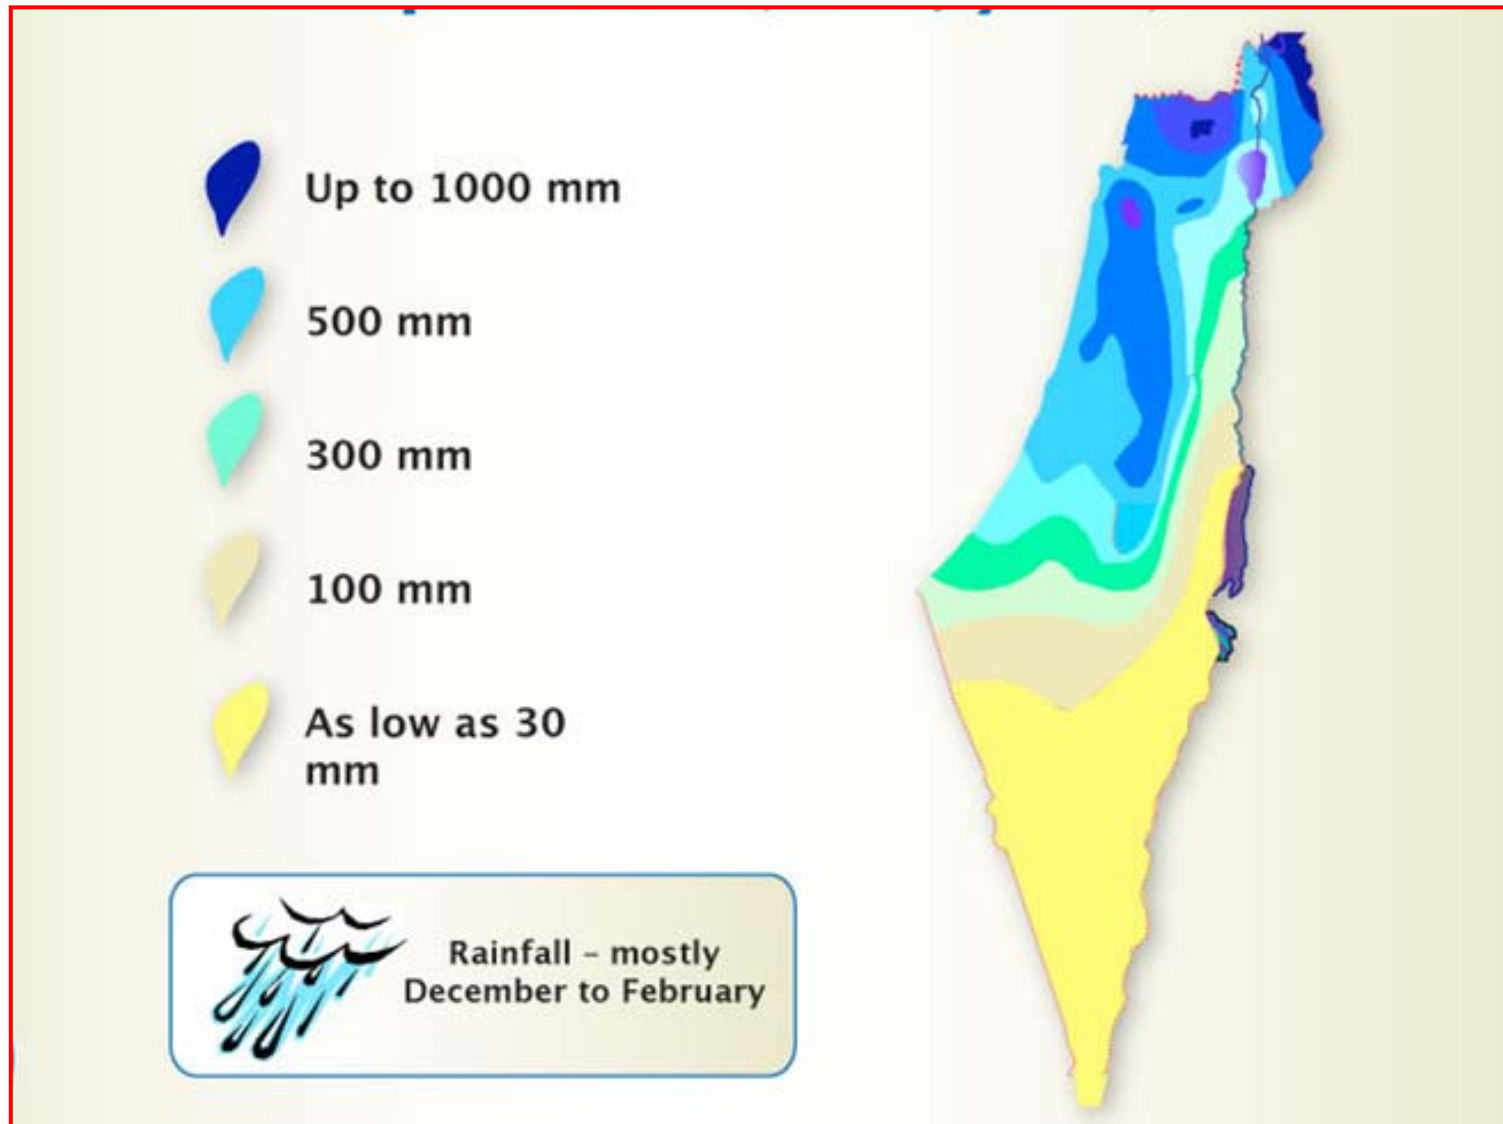 Up to 1000 mm
500 mm
300 mm
100 mm
As low as 30
mm
Rainfall – mostly
December to February